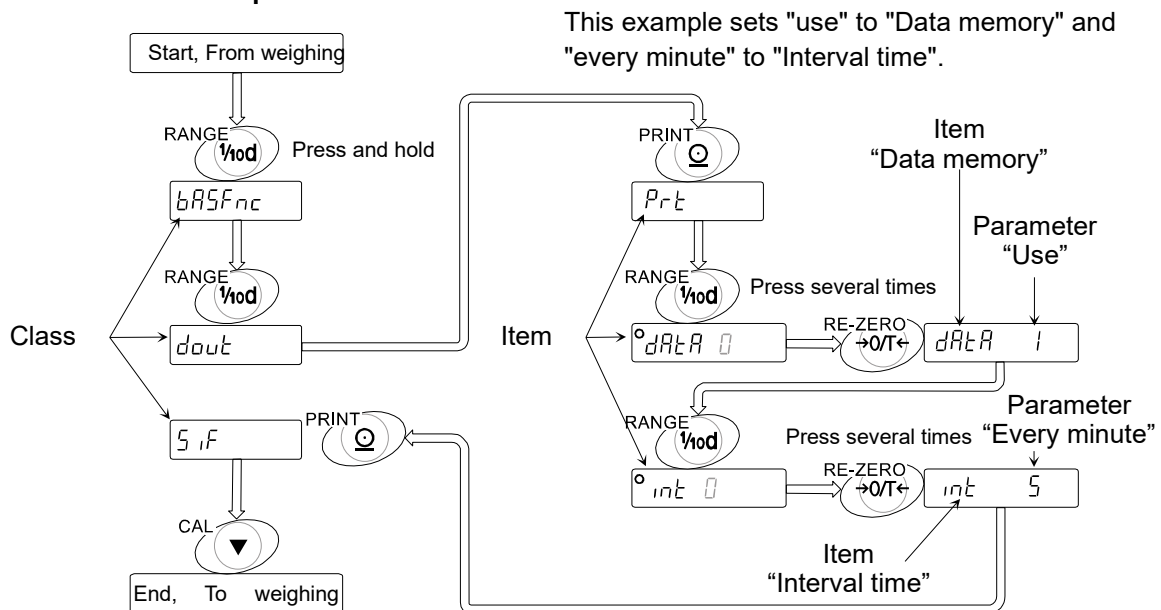 This example sets "use" to "Data memory" and
"every minute" to "Interval time".
Start, From weighing
RANGE
1/10d
Press and hold
bASFnc
RANGE
1/10d
Class
dout
SiF
PRINT
CAL
End, To weighing
PRINT
Prt
RANGE
1/10d
Press several times
Item
dAtA 0
RE-ZERO
→0/T←
dAtA 1
Item
“Data memory”
Parameter
“Use”
RANGE
1/10d
Press several times
int 0
RE-ZERO
→0/T←
int 5
Parameter
“Every minute”
Item
“Interval time”